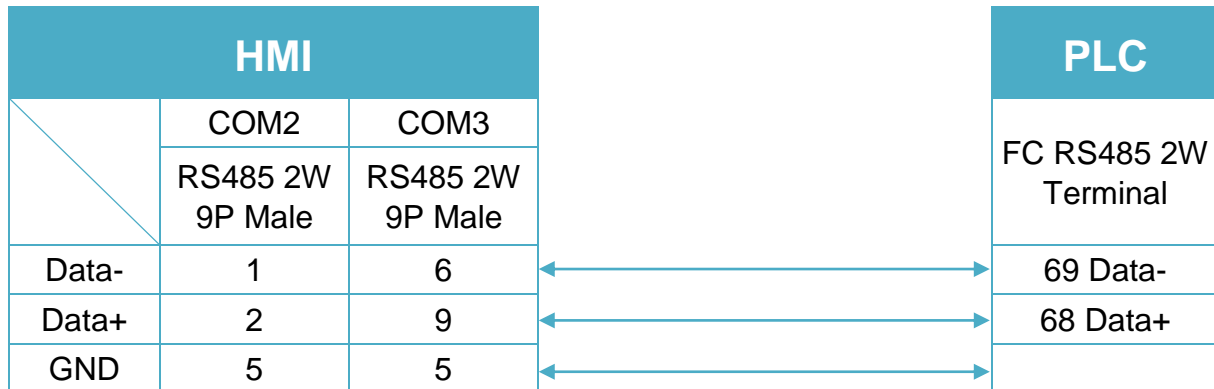 HMI PLC
COM2 COM3
RS485 2W RS485 2W
9P Male 9P Male
FC RS485 2W
Terminal
Data- 1 6 69 Data-
Data+ 2 9 68 Data+
GND 5 5